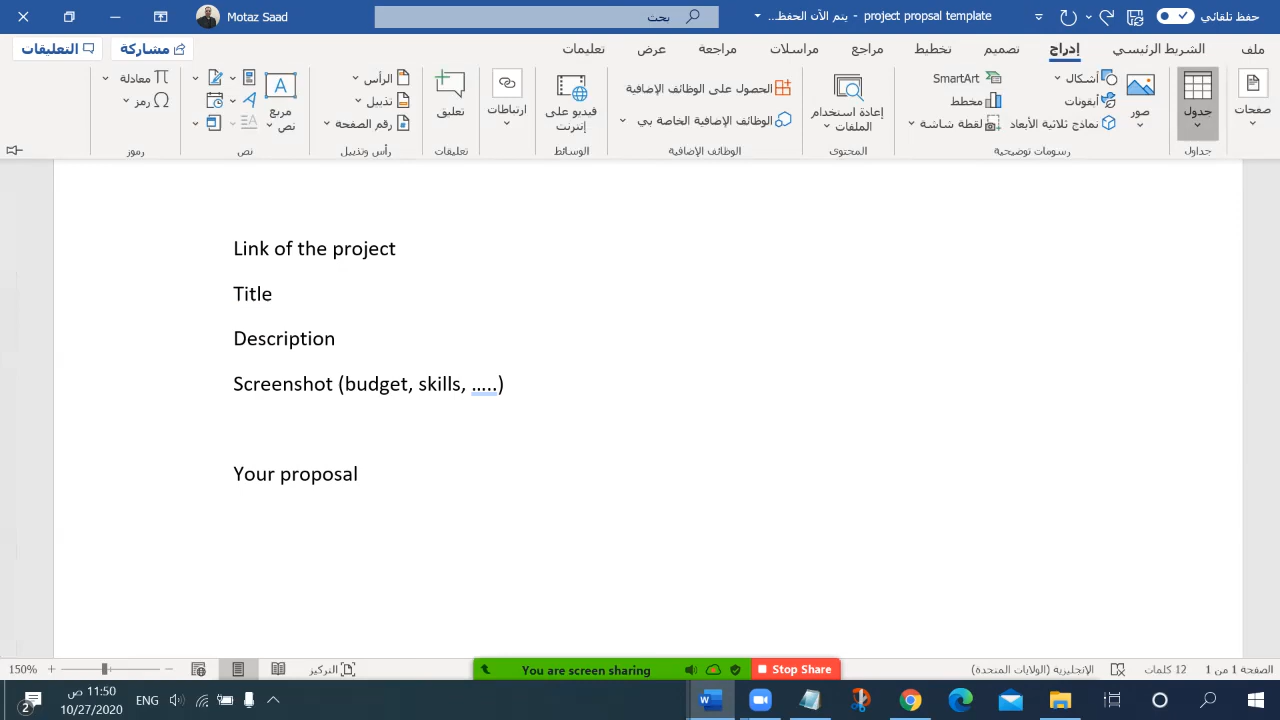 حفظ تلقائي
project propsal template - يتم الآن الحفظ...
بحث
Motaz Saad
ملف الشريط الرئيسي إدراج تصميم تخطيط مراجع مراسلات مراجعة عرض تعليمات
مشاركة
التعليقات
صفحات
جدول
جداول
صور
أشكال
أيقونات
نماذج ثلاثية الأبعاد
SmartArt
مخطط
لقطة شاشة
رسومات توضيحية
إعادة استخدام الملفات
المحتوى
الحصول على الوظائف الإضافية
الوظائف الإضافية الخاصة بي
الوظائف الإضافية
فيديو على إنترنت
الوسائط
ارتباطات
تعليق
تعليقات
الرأس
تذييل
رقم الصفحة
رأس وتذييل
مربع نص
نص
معادلة
رمز
رموز
Link of the project
Title
Description
Screenshot (budget, skills, .....)
Your proposal
الصفحة 1 من 1
12 كلمات
الإنجليزية (الولايات المتحدة)
You are screen sharing
Stop Share
التركيز
150%
11:50 ص
ENG
10/27/2020
2